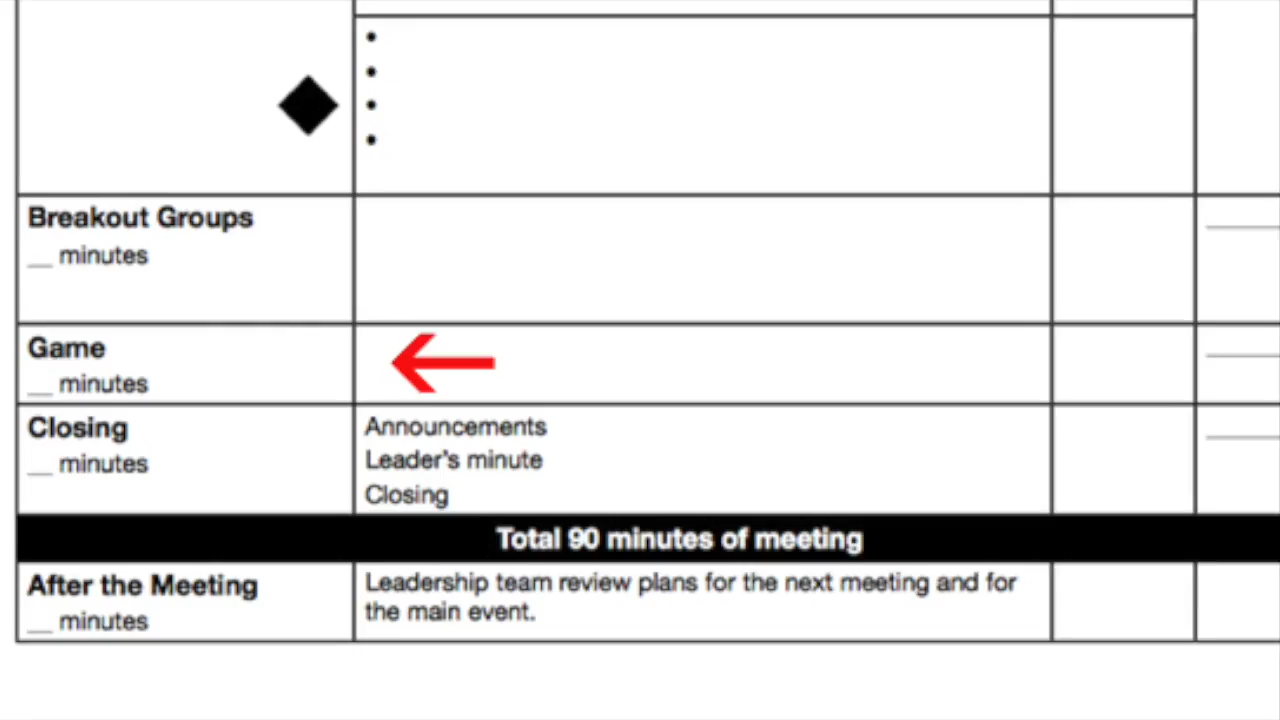 •
•
•
•
Breakout Groups
__ minutes
Game
__ minutes
Closing
__ minutes
Announcements
Leader's minute
Closing
Total 90 minutes of meeting
After the Meeting
__ minutes
Leadership team review plans for the next meeting and for
the main event.